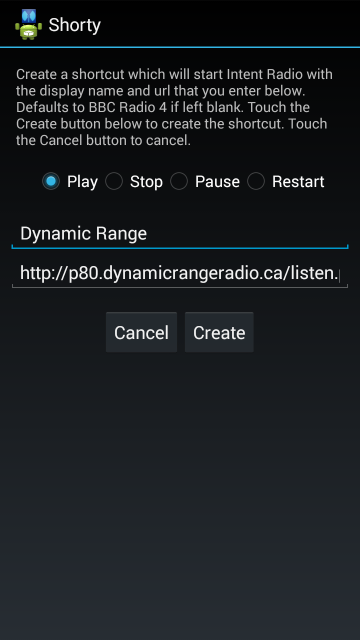 Shorty
Create a shortcut which will start Intent Radio with
the display name and url that you enter below.
Defaults to BBC Radio 4 if left blank. Touch the
Create button below to create the shortcut. Touch
the Cancel button to cancel.
Play Stop Pause Restart
Dynamic Range
http://p80.dynamicrangeradio.ca/listen.
Cancel Create